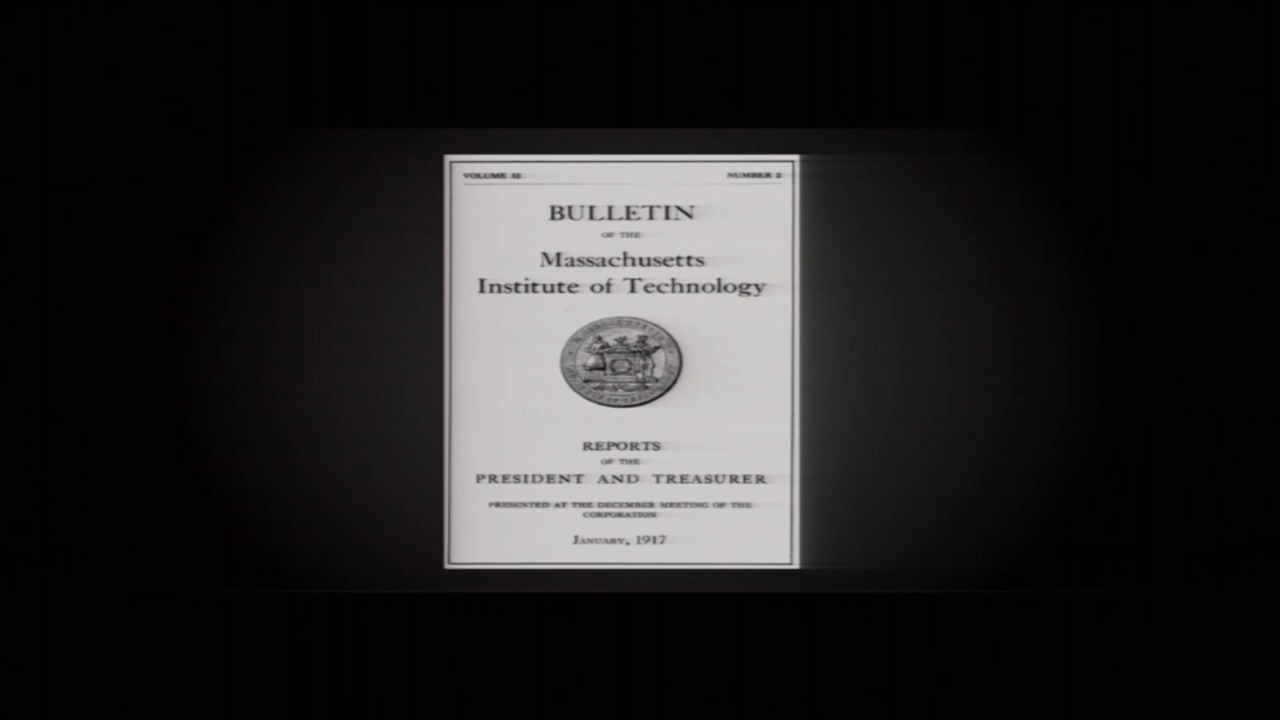 VOLUME 52
NUMBER 2
BULLETIN
OF THE
Massachusetts
Institute of Technology
REPORTS
OF THE
PRESIDENT AND TREASURER
PRESENTED AT THE DECEMBER MEETING OF THE
CORPORATION
JANUARY, 1917